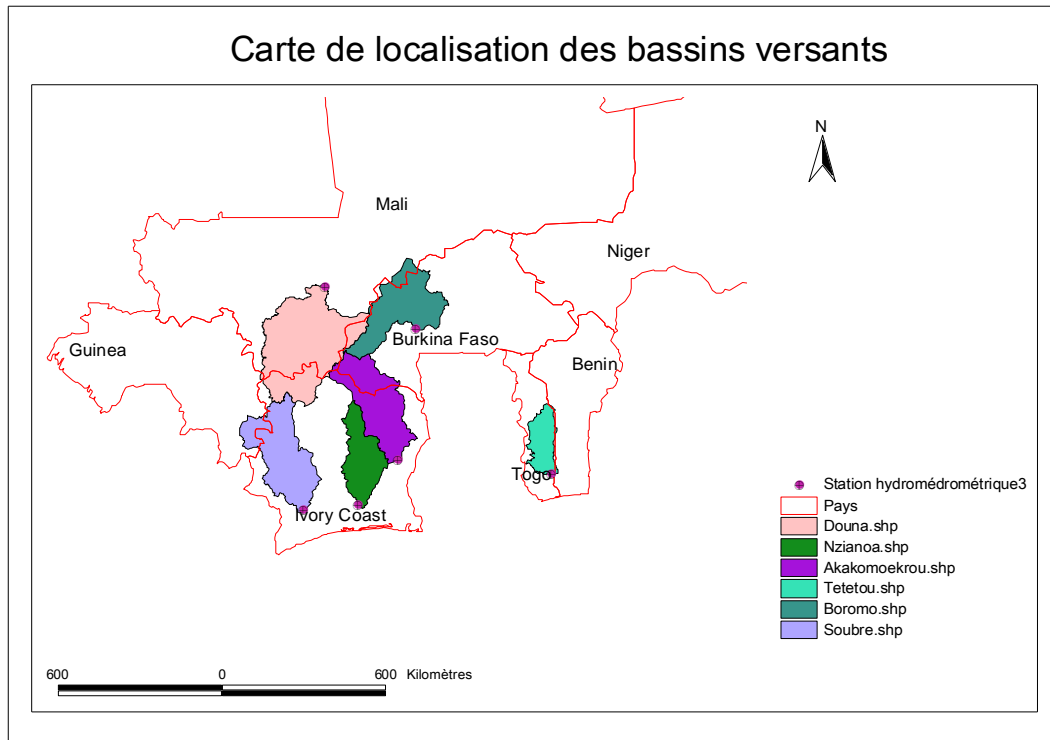 Carte de localisation des bassins versants
N
Mali
Niger
Guinea
Burkina Faso
Benin
Togo
Ivory Coast
Station hydromédrométrique3
Pays
Douna.shp
Nzianoa.shp
Akakomoekrou.shp
Tetetou.shp
Boromo.shp
Soubre.shp
600 0 600 Kilomètres